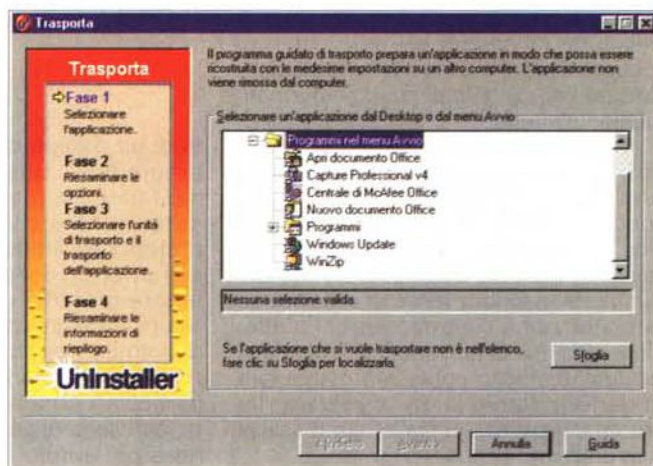 Trasporta
Il programma guidato di trasporto prepara un'applicazione in modo che possa essere
ricostruita con le medesime impostazioni su un altro computer. L'applicazione non
viene rimossa dal computer.
Trasporta
Fase 1
Selezionare
l'applicazione.
Fase 2
Riesaminare le
opzioni.
Fase 3
Selezionare l'unità
di trasporto e il
trasporto
dell'applicazione.
Fase 4
Riesaminare le
informazioni di
riepilogo.
UnInstaller
Selezionare un'applicazione dal Desktop o dal menu Avvio
Programmi nel menu Avvio
Apri documento Office
Capture Professional v4
Centrale di McAfee Office
Nuovo documento Office
Programmi
Windows Update
WinZip
Nessuna selezione valida.
Se l'applicazione che si vuole trasportare non è nell'elenco,
fare clic su Sfoglia per localizzarla.
Sfoglia
Annulla
Guida